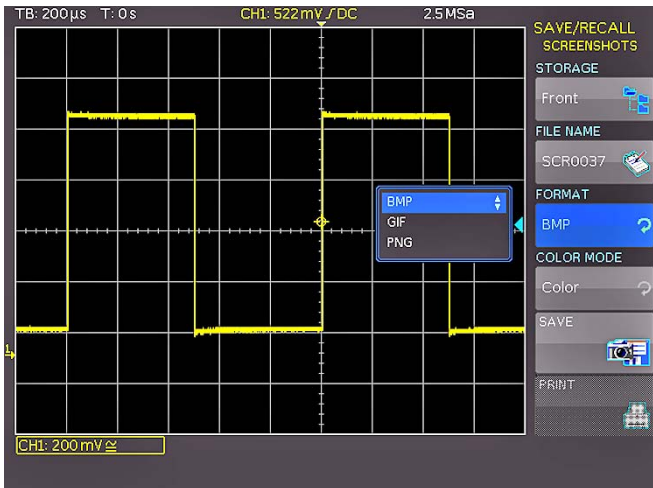 TB: 200µs T: 0s CH1: 522mV ƒ DC 2.5MSa
SAVE/RECALL
SCREENSHOTS
STORAGE
Front
FILE NAME
SCR0037
FORMAT
BMP
COLOR MODE
Color
SAVE
PRINT
BMP
GIF
PNG
1
CH1: 200mV ≅